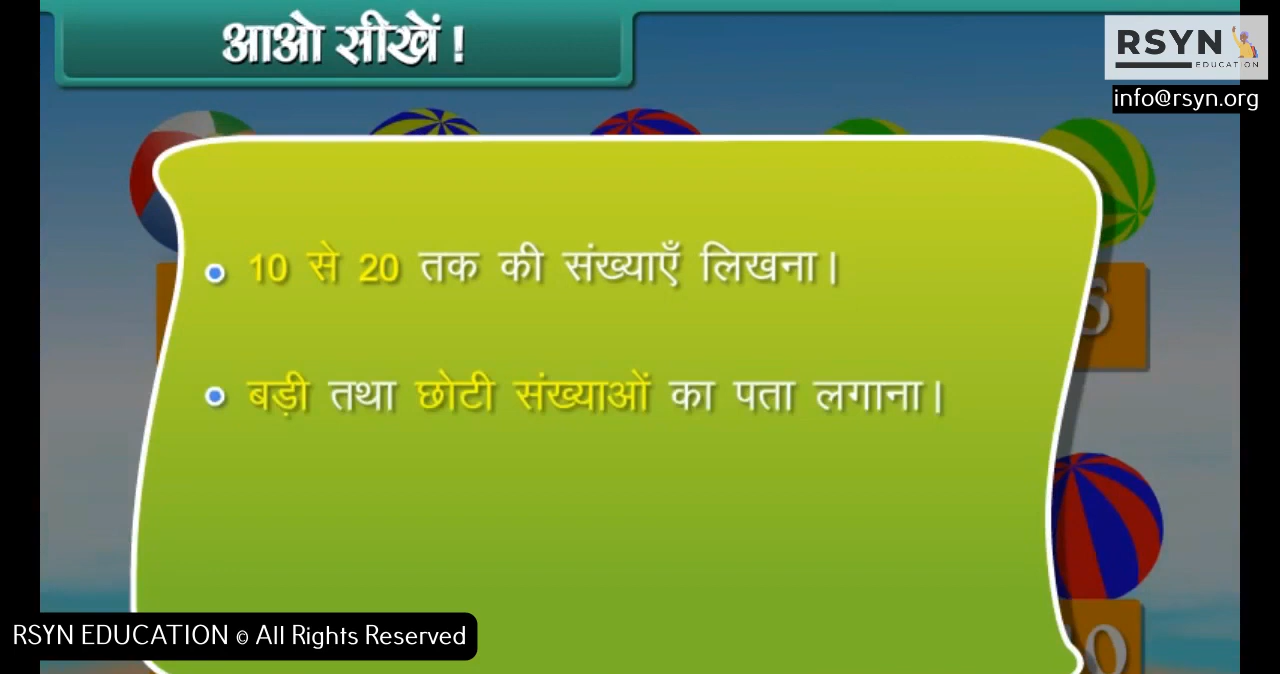 आओ सीखें !
RSYN
EDUCATION
info@rsyn.org
10 से 20 तक की संख्याएँ लिखना।
बड़ी तथा छोटी संख्याओं का पता लगाना।
RSYN EDUCATION © All Rights Reserved